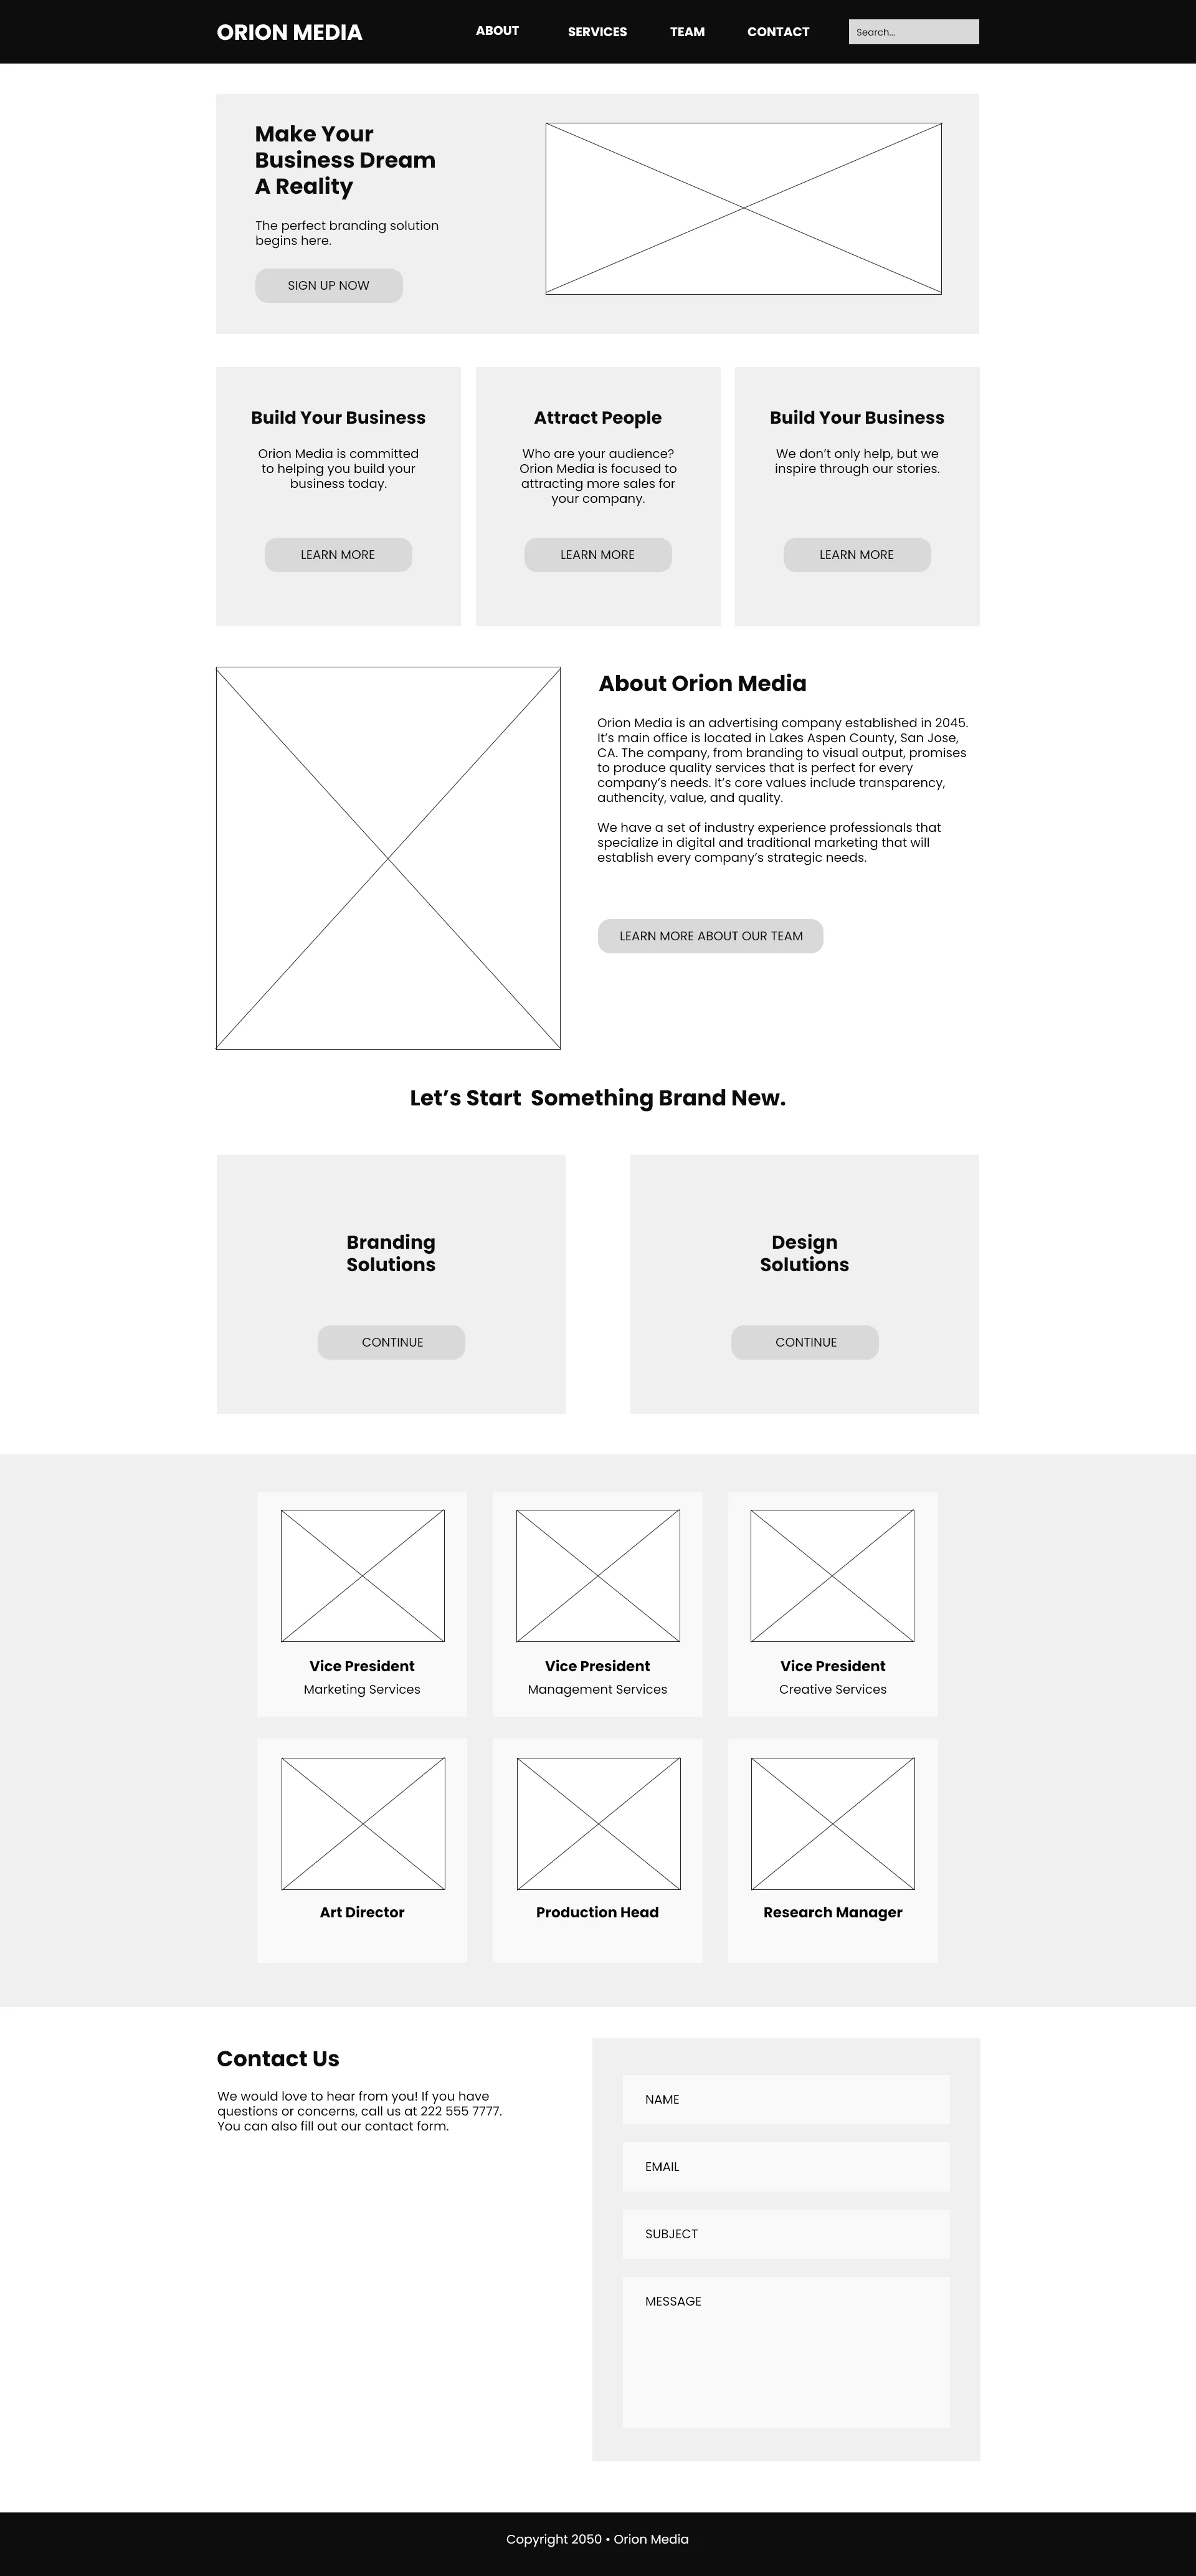 ORION MEDIA
ABOUT
SERVICES
TEAM
CONTACT
Search...
Make Your
Business Dream
A Reality
The perfect branding solution
begins here.
SIGN UP NOW
Build Your Business
Orion Media is committed
to helping you build your
business today.
LEARN MORE
Attract People
Who are your audience?
Orion Media is focused to
attracting more sales for
your company.
LEARN MORE
Build Your Business
We don’t only help, but we
inspire through our stories.
LEARN MORE
About Orion Media
Orion Media is an advertising company established in 2045.
It’s main office is located in Lakes Aspen County, San Jose,
CA. The company, from branding to visual output, promises
to produce quality services that is perfect for every
company’s needs. It’s core values include transparency,
authencity, value, and quality.
We have a set of industry experience professionals that
specialize in digital and traditional marketing that will
establish every company’s strategic needs.
LEARN MORE ABOUT OUR TEAM
Let’s Start  Something Brand New.
Branding
Solutions
CONTINUE
Design
Solutions
CONTINUE
Vice President
Marketing Services
Vice President
Management Services
Vice President
Creative Services
Art Director
Production Head
Research Manager
Contact Us
We would love to hear from you! If you have
questions or concerns, call us at 222 555 7777.
You can also fill out our contact form.
NAME
EMAIL
SUBJECT
MESSAGE
Copyright 2050 • Orion Media